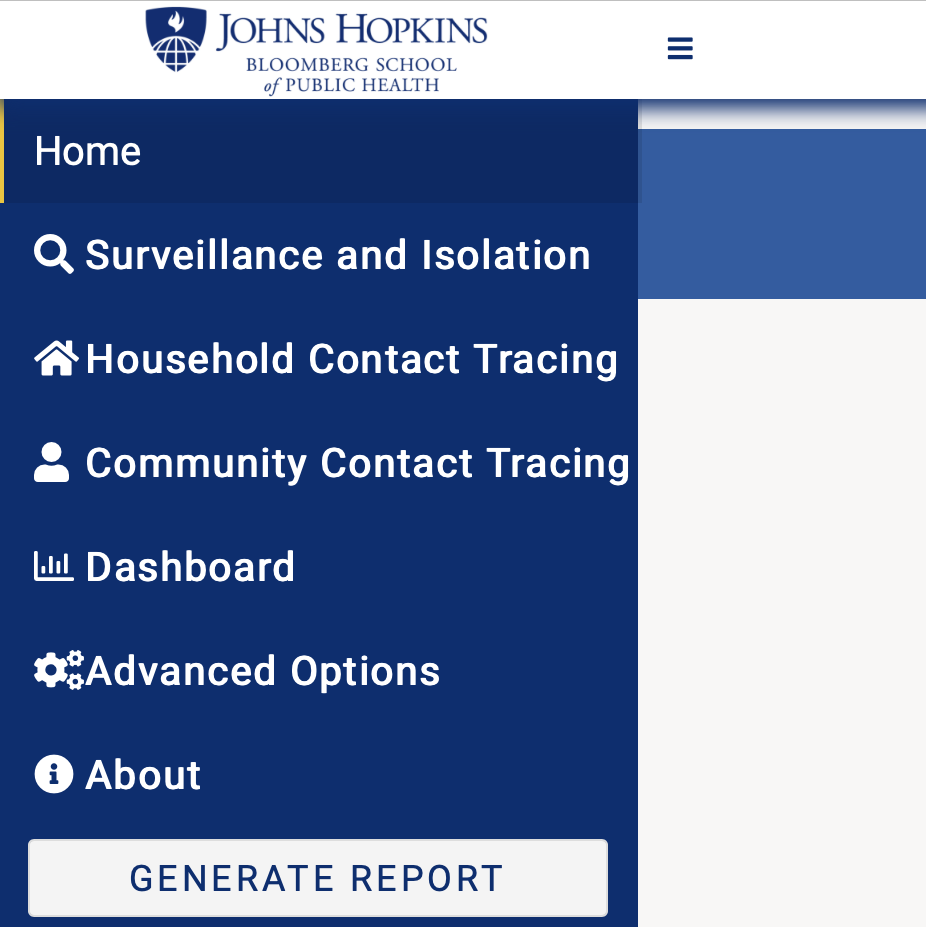 JOHNS HOPKINS
BLOOMBERG SCHOOL
of PUBLIC HEALTH
Home
Surveillance and Isolation
Household Contact Tracing
Community Contact Tracing
Dashboard
Advanced Options
About
GENERATE REPORT